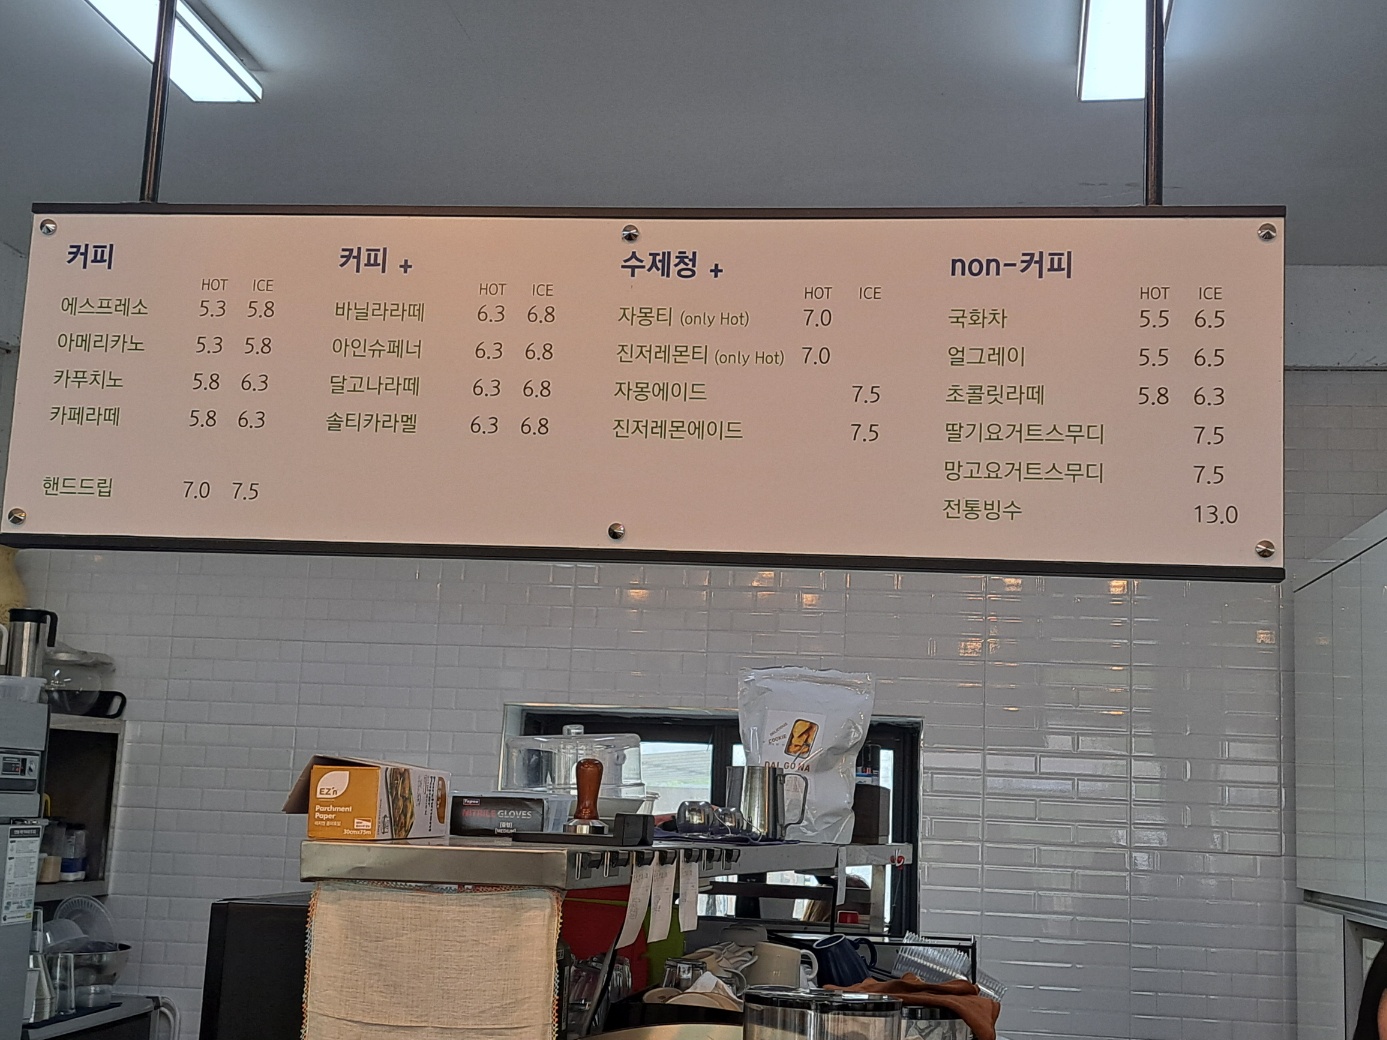 커피
HOT ICE
에스프레소 5.3 5.8
아메리카노 5.3 5.8
카푸치노 5.8 6.3
카페라떼 5.8 6.3
핸드드립 7.0 7.5
커피 +
HOT ICE
바닐라라떼 6.3 6.8
아인슈페너 6.3 6.8
달고나라떼 6.3 6.8
솔티카라멜 6.3 6.8
수제청 +
HOT ICE
자몽티 (only Hot) 7.0
진저레몬티 (only Hot) 7.0
자몽에이드 7.5
진저레몬에이드 7.5
non-커피
HOT ICE
국화차 5.5 6.5
얼그레이 5.5 6.5
초콜릿라떼 5.8 6.3
딸기요거트스무디 7.5
망고요거트스무디 7.5
전통빙수 13.0
EZ'n
Parchment
Paper
NITRILE GLOVES
DALGONA